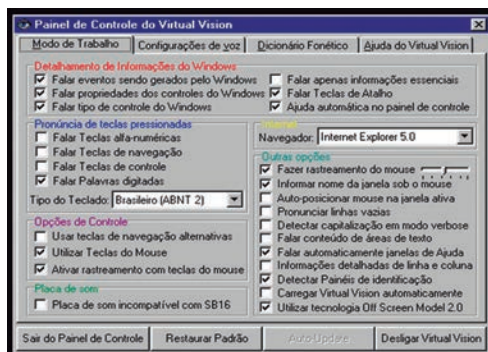 Painel de Controle do Virtual Vision
Modo de Trabalho
Configurações de voz
Dicionário Fonético
Ajuda do Virtual Vision
Detalhamento de Informações do Windows
Falar eventos sendo gerados pelo Windows
Falar propriedades dos controles do Windows
Falar tipo de controle do Windows
Falar apenas informações essenciais
Falar Teclas de Atalho
Ajuda automática no painel de controle
Pronúncia de teclas pressionadas
Falar Teclas alfa-numéricas
Falar Teclas de navegação
Falar Teclas de controle
Falar Palavras digitadas
Tipo do Teclado: Brasileiro (ABNT 2)
Opções de Controle
Usar teclas de navegação alternativas
Utilizar Teclas do Mouse
Ativar rastreamento com teclas do mouse
Placa de som
Placa de som incompatível com SB16
Internet
Navegador: Internet Explorer 5.0
Outras opções
Fazer rastreamento do mouse
Informar nome da janela sob o mouse
Auto-posicionar mouse na janela ativa
Pronunciar linhas vazias
Detectar capitalização em modo verbose
Falar conteúdo de áreas de texto
Falar automaticamente janelas de Ajuda
Informações detalhadas de linha e coluna
Detectar Painéis de identificação
Carregar Virtual Vision automaticamente
Utilizar tecnologia Off Screen Model 2.0
Sair do Painel de Controle
Restaurar Padrão
Auto-Update
Desligar Virtual Vision